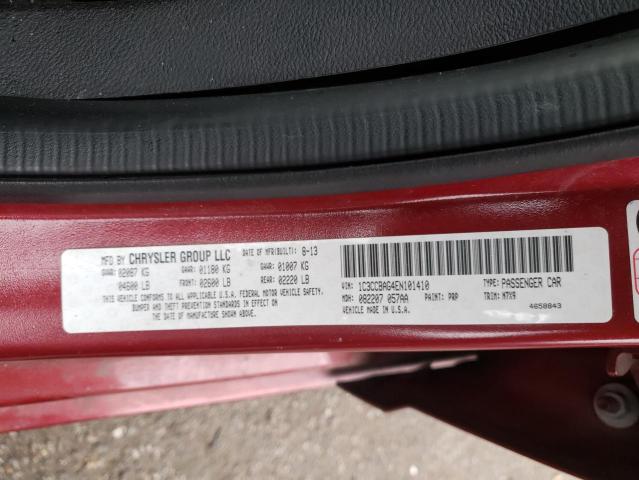 MFD BY CHRYSLER GROUP LLC DATE OF MFR(BUILT): 8-13
GVWR: 02087 KG GAWR: 01180 KG GAWR: 01007 KG
04600 LB FRONT: 02600 LB REAR: 02220 LB
THIS VEHICLE CONFORMS TO ALL APPLICABLE U.S.A. FEDERAL MOTOR VEHICLE SAFETY,
BUMPER AND THEFT PREVENTION STANDARDS IN EFFECT ON
THE DATE OF MANUFACTURE SHOWN ABOVE.
VIN: 1C3CCBAG4EN101410 TYPE: PASSENGER CAR
MDH: 082207 057AA PAINT: PRP TRIM: M7X9
VEHICLE MADE IN U.S.A. 4658843